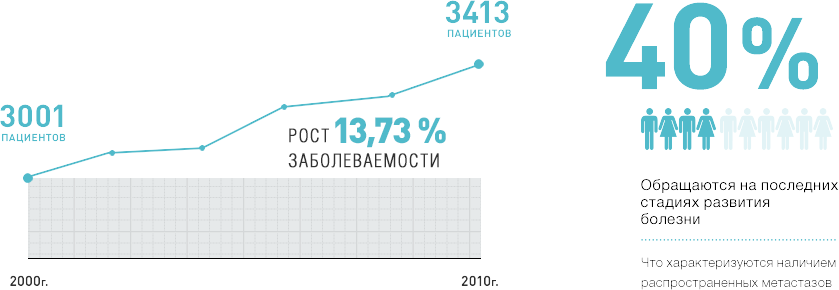 3413
ПАЦИЕНТОВ
3001
ПАЦИЕНТОВ
РОСТ 13,73 %
ЗАБОЛЕВАЕМОСТИ
2000г.
2010г.
40%
Обращаются на последних
стадиях развития
болезни
Что характеризуются наличием
распространенных метастазов